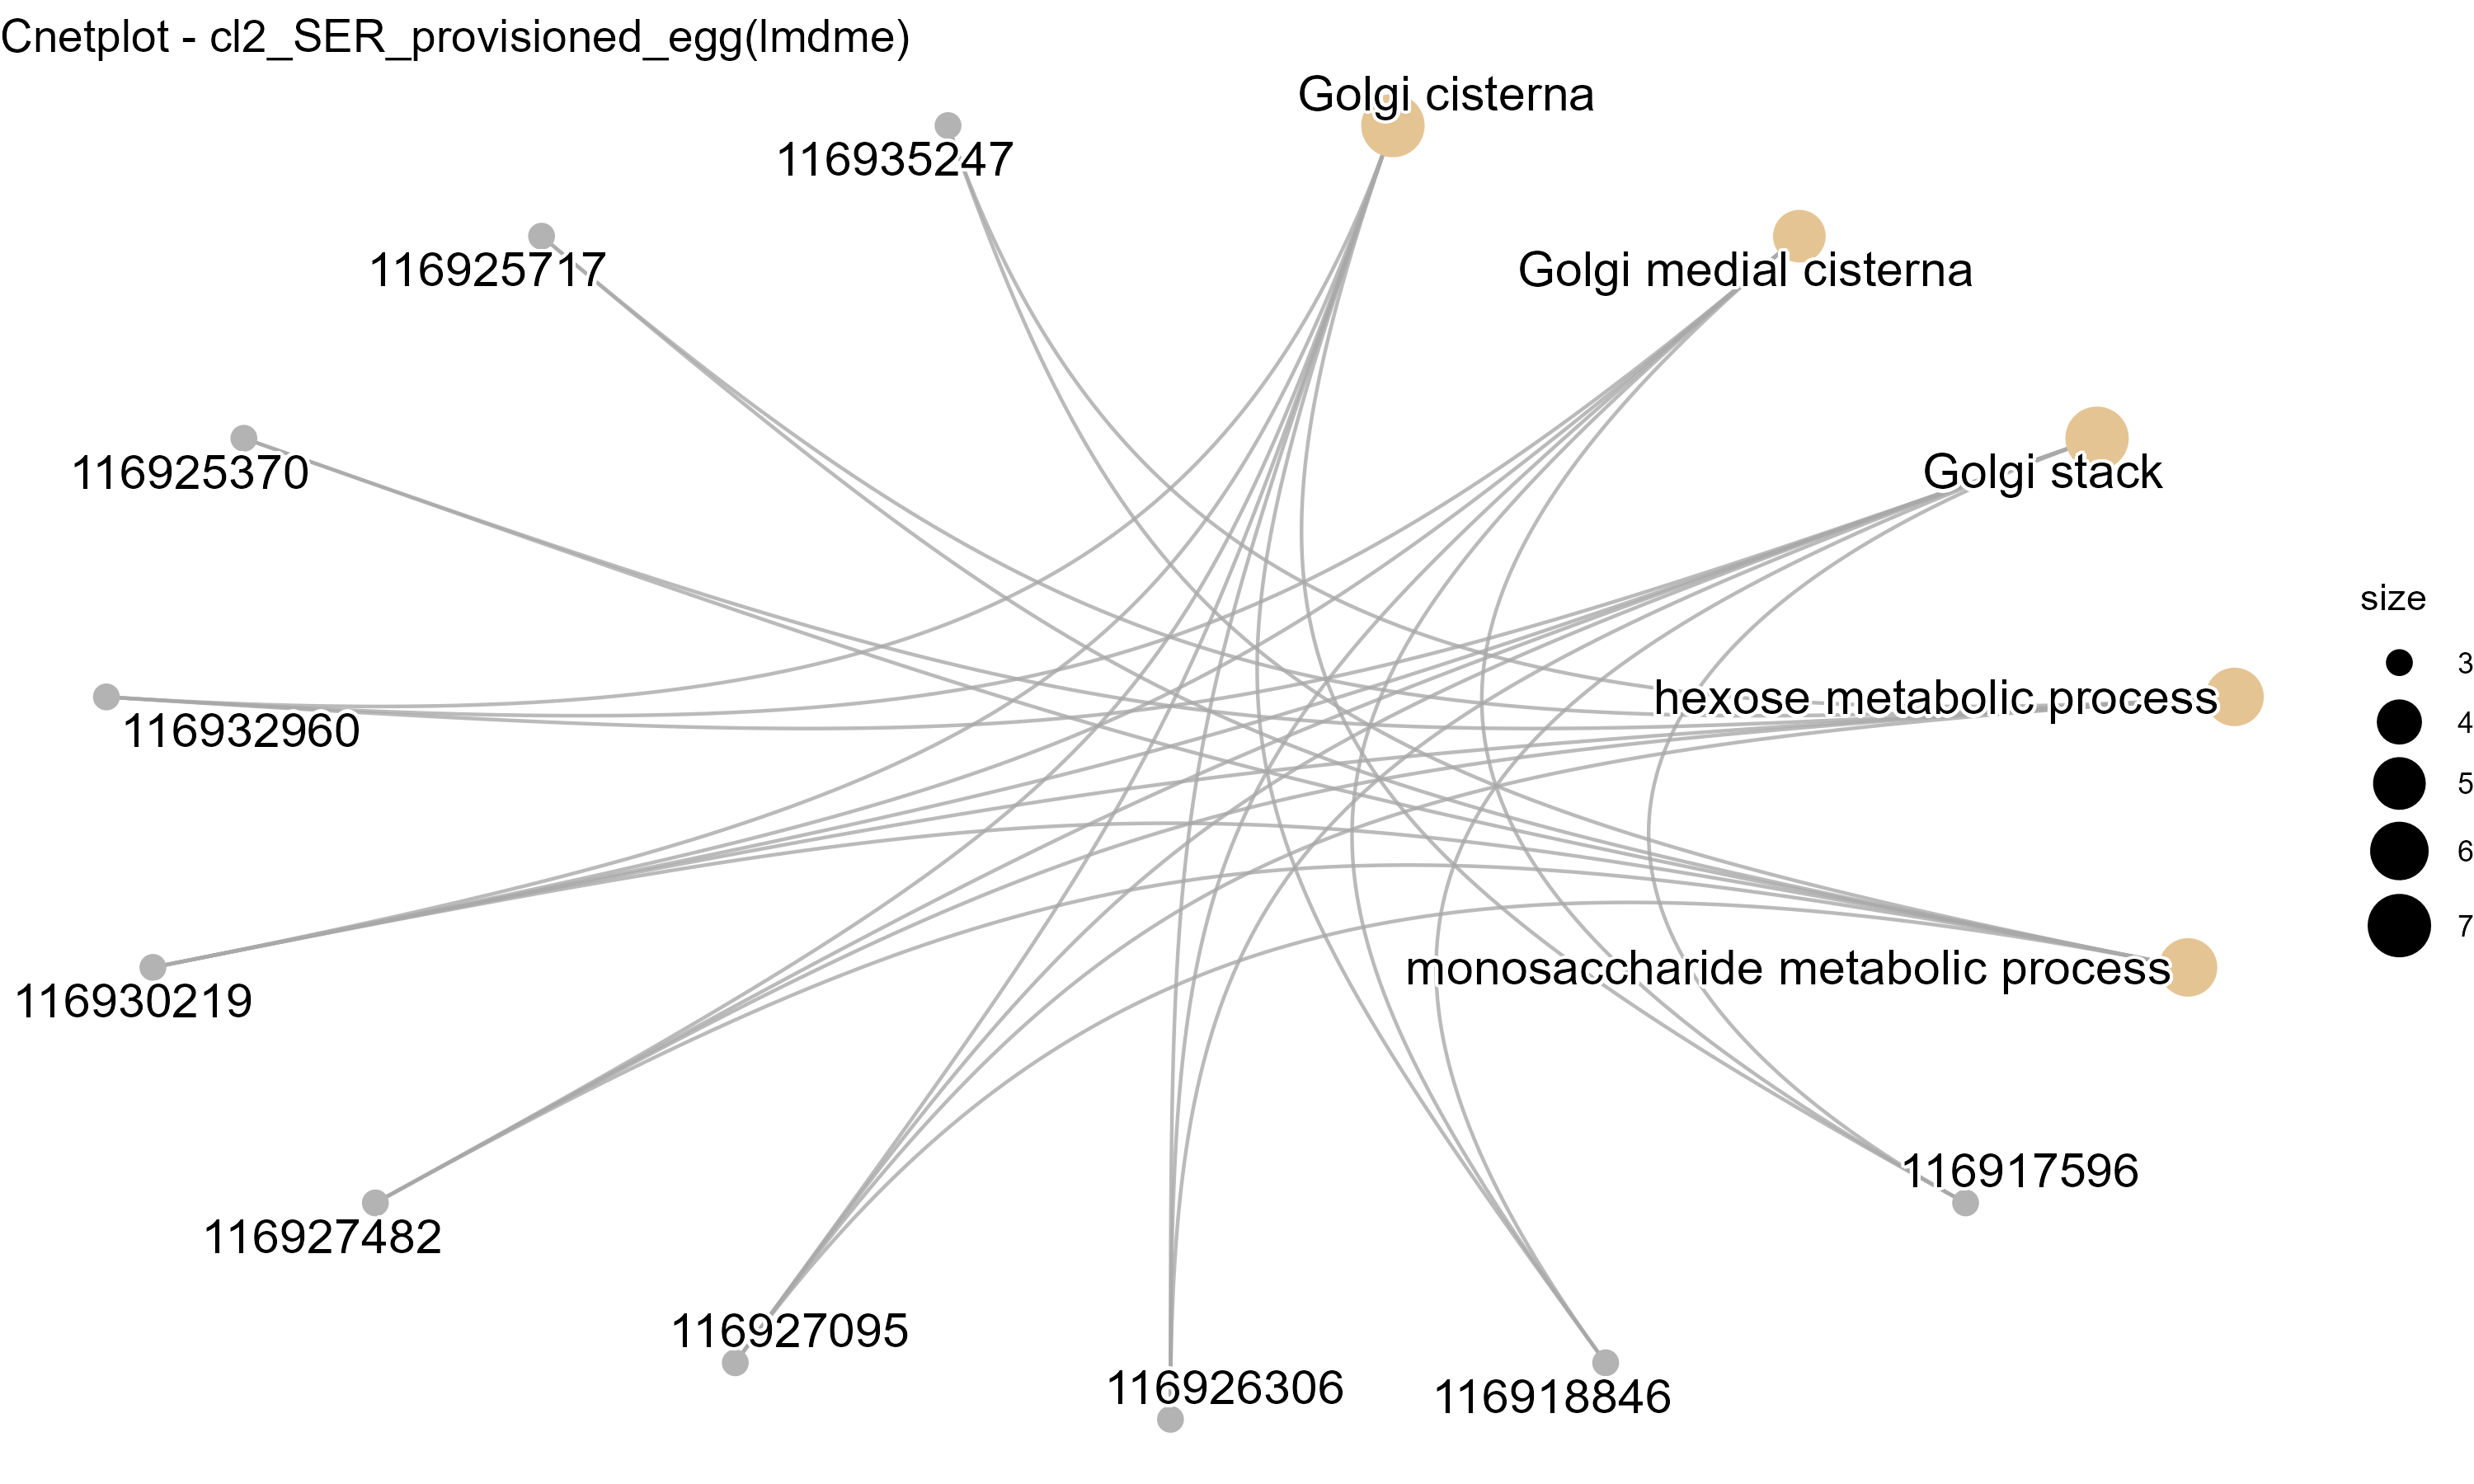 Cnetplot - cl2_SER_provisioned_egg(lmdme)
Golgi cisterna
116935247
116925717
Golgi medial cisterna
116925370
Golgi stack
size
3
hexose metabolic process
4
116932960
5
6
7
monosaccharide metabolic process
116930219
116917596
116927482
116927095
116926306
116918846